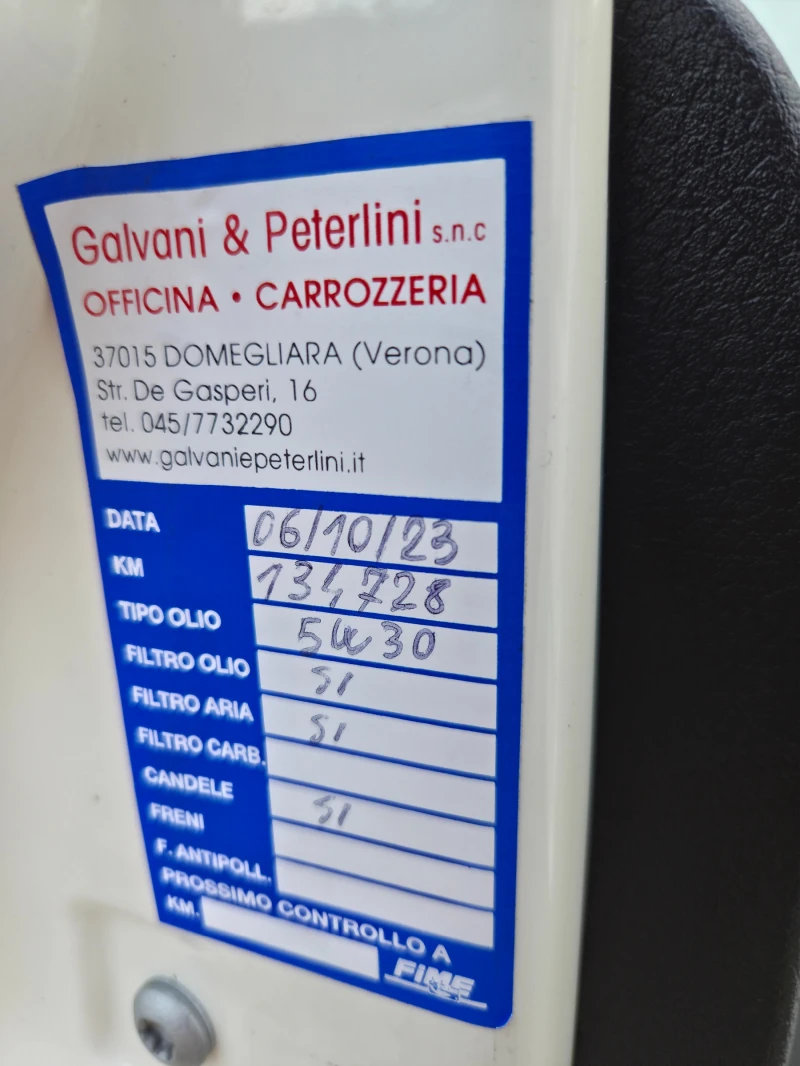 Galvani & Peterlini s.n.c
OFFICINA • CARROZZERIA
37015 DOMEGLIARA (Verona)
Str. De Gasperi, 16
tel. 045/7732290
www.galvaniepeterlini.it
DATA 06/10/23
KM 134728
TIPO OLIO 5W30
FILTRO OLIO SI
FILTRO ARIA SI
FILTRO CARB.
CANDELE SI
FRENI
F. ANTIPOLL.
PROSSIMO CONTROLLO A
KM.
FIME